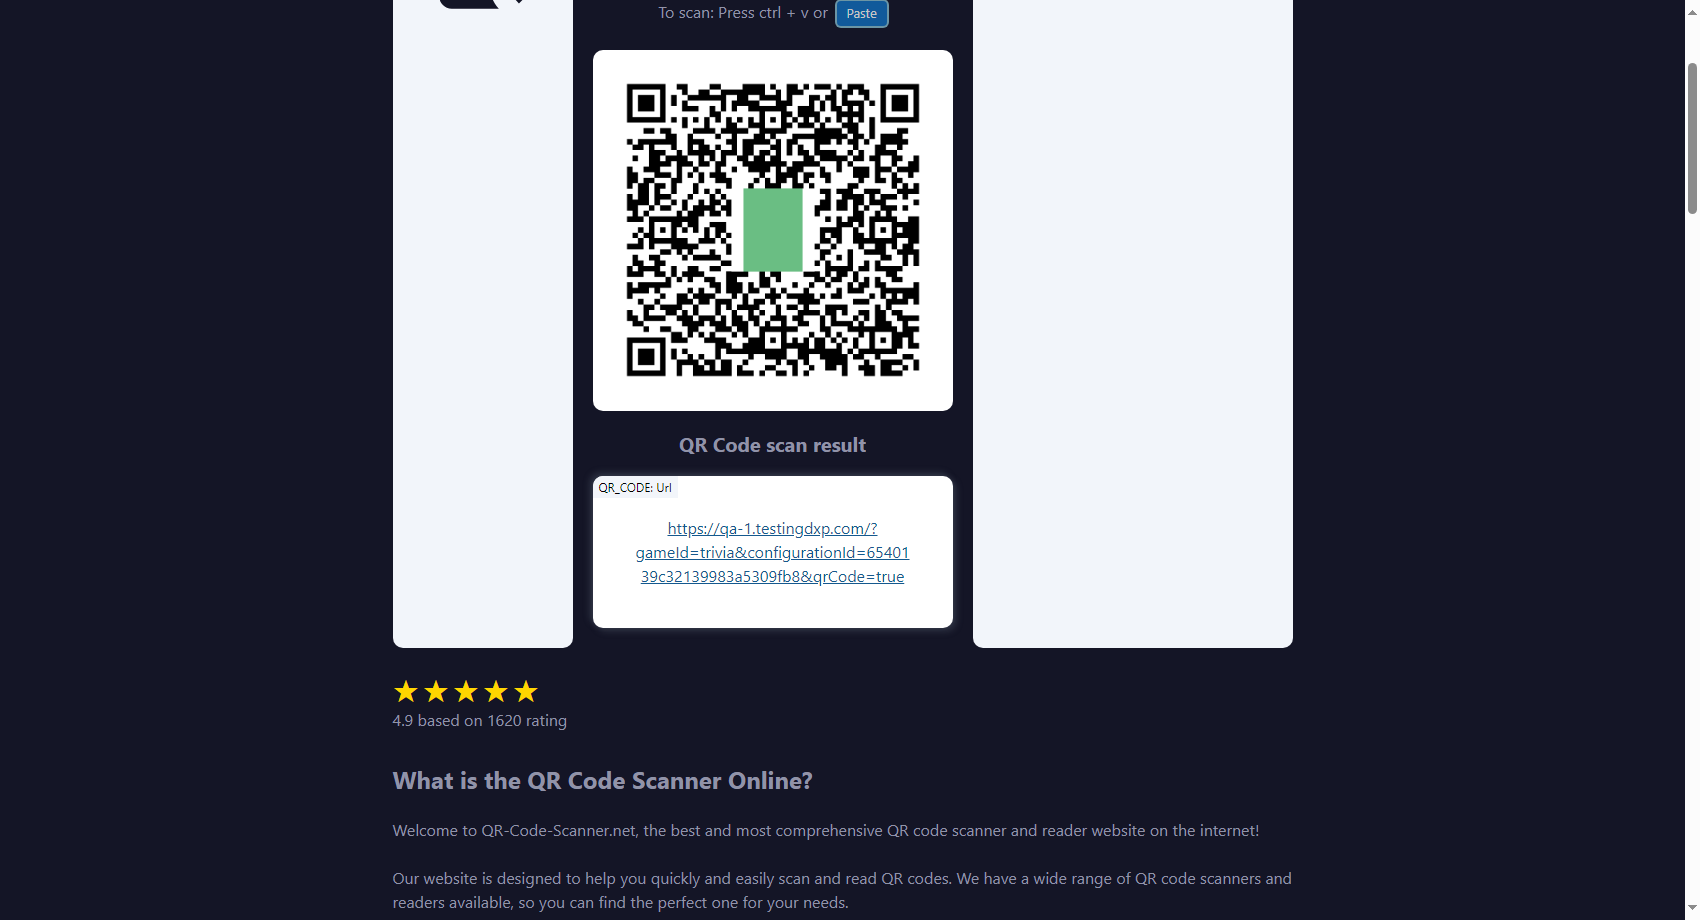 To scan: Press ctrl + v or Paste
QR Code scan result
QR_CODE: Url
https://qa-1.testingdxp.com/?
gameId=trivia&configurationId=65401
39c32139983a5309fb8&qrCode=true
4.9 based on 1620 rating
What is the QR Code Scanner Online?
Welcome to QR-Code-Scanner.net, the best and most comprehensive QR code scanner and reader website on the internet!
Our website is designed to help you quickly and easily scan and read QR codes. We have a wide range of QR code scanners and
readers available, so you can find the perfect one for your needs.